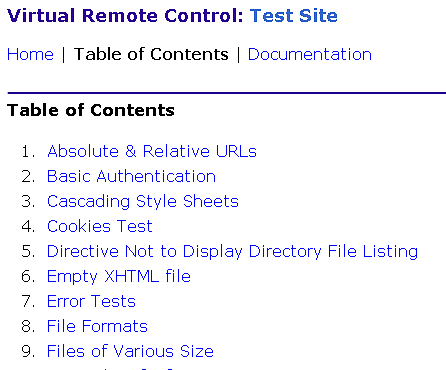 Virtual Remote Control: Test Site
Home | Table of Contents | Documentation
Table of Contents
1. Absolute & Relative URLs
2. Basic Authentication
3. Cascading Style Sheets
4. Cookies Test
5. Directive Not to Display Directory File Listing
6. Empty XHTML file
7. Error Tests
8. File Formats
9. Files of Various Size